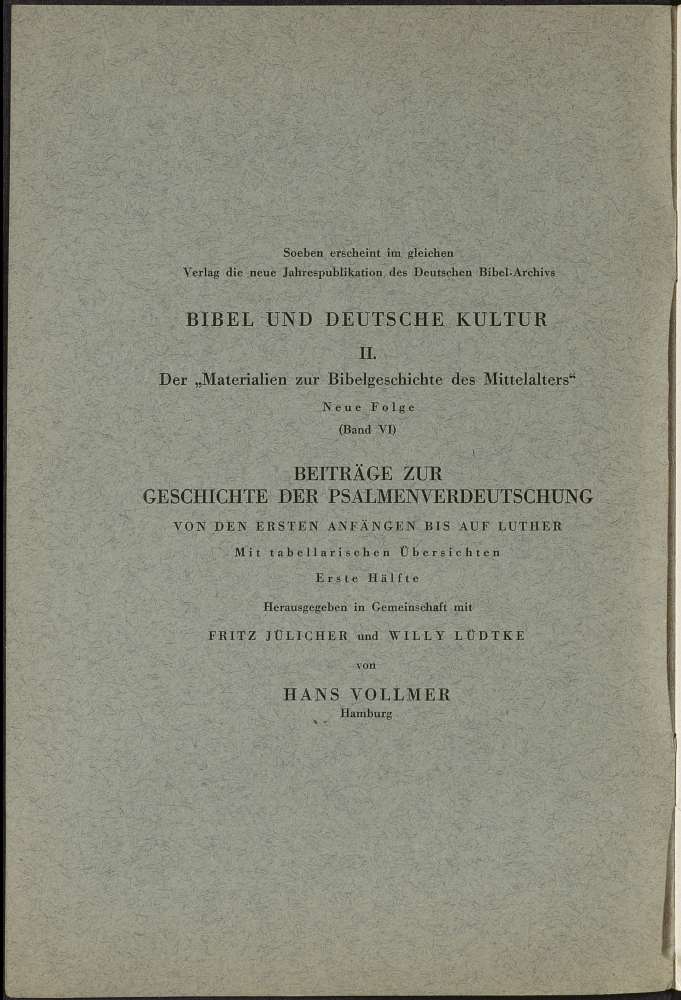 Soeben erscheint im gleichen
Verlag die neue Jahrespublikation des Deutschen Bibel-Archivs
BIBEL UND DEUTSCHE KULTUR
II.
Der „Materialien zur Bibelgeschichte des Mittelalters“
Neue Folge
(Band VI)
BEITRÄGE ZUR
GESCHICHTE DER PSALMENVERDEUTSCHUNG
VON DEN ERSTEN ANFÄNGEN BIS AUF LUTHER
Mit tabellarischen Übersichten
Erste Hälfte
Herausgegeben in Gemeinschaft mit
FRITZ JÜLICHER und WILLY LÜDTKE
von
HANS VOLLMER
Hamburg